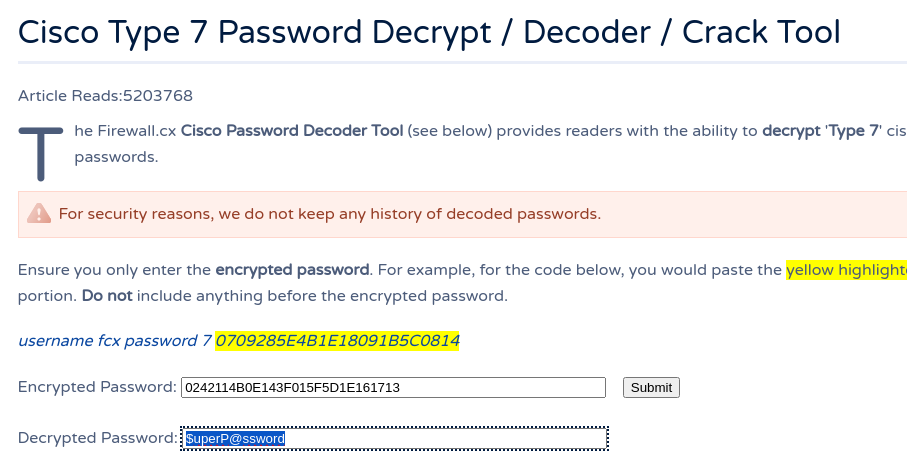 Cisco Type 7 Password Decrypt / Decoder / Crack Tool
Article Reads:5203768
The Firewall.cx Cisco Password Decoder Tool (see below) provides readers with the ability to decrypt 'Type 7' cis
passwords.
For security reasons, we do not keep any history of decoded passwords.
Ensure you only enter the encrypted password. For example, for the code below, you would paste the yellow highlighte
portion. Do not include anything before the encrypted password.
username fcx password 7 0709285E4B1E18091B5C0814
Encrypted Password: 0242114B0E143F015F5D1E161713 Submit
Decrypted Password: $uperP@ssword